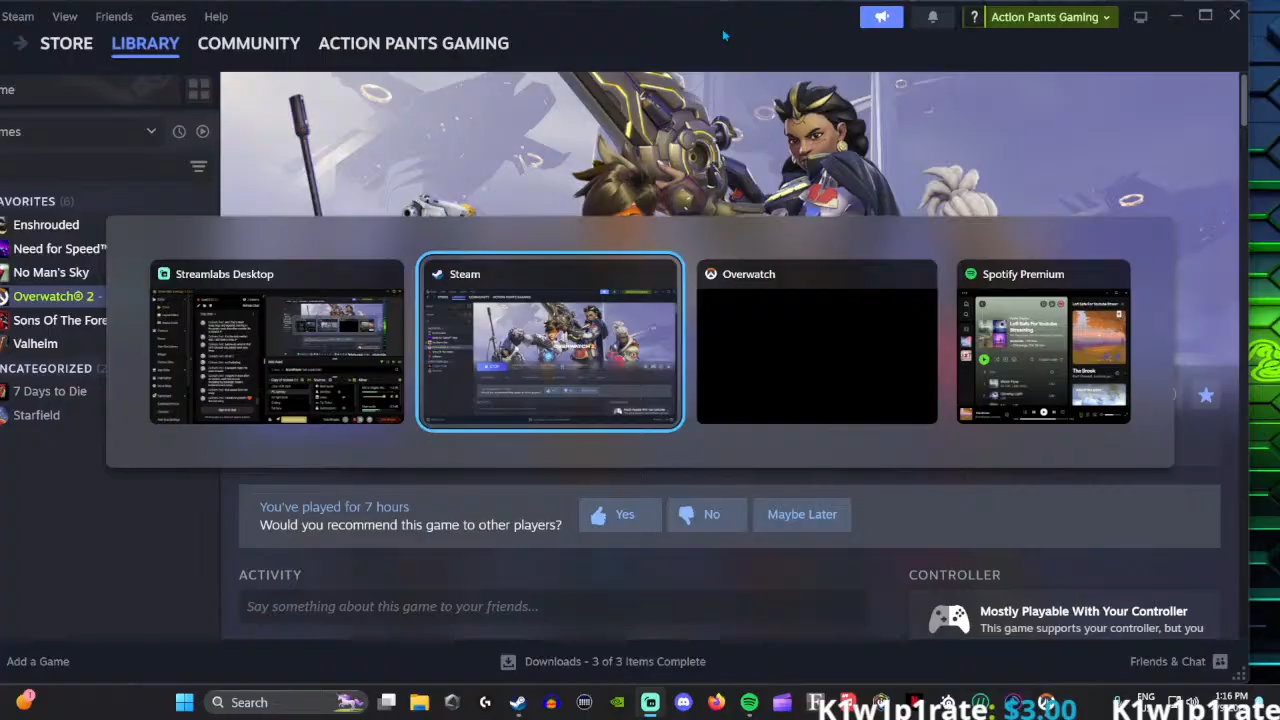 Steam View Friends Games Help
? Action Pants Gaming
STORE LIBRARY COMMUNITY ACTION PANTS GAMING
me
mes
AVORITES (6)
Enshrouded
Need for Speed™
No Man's Sky
Overwatch® 2 -
Sons Of The Fore
Valheim
CATEGORIZED (2
Days to Die
Starfield
Streamlabs Desktop
Steam
Overwatch
Spotify Premium
You've played for 7 hours
Would you recommend this game to other players?
Yes
No
Maybe Later
ACTIVITY
Say something about this game to your friends...
CONTROLLER
Mostly Playable With Your Controller
This game supports your controller, but you
Add a Game
Downloads - 3 of 3 Items Complete
Friends & Chat
Search
ENG
1:16 PM
K1w1p1rate: $3.00 K1w1p1rate: